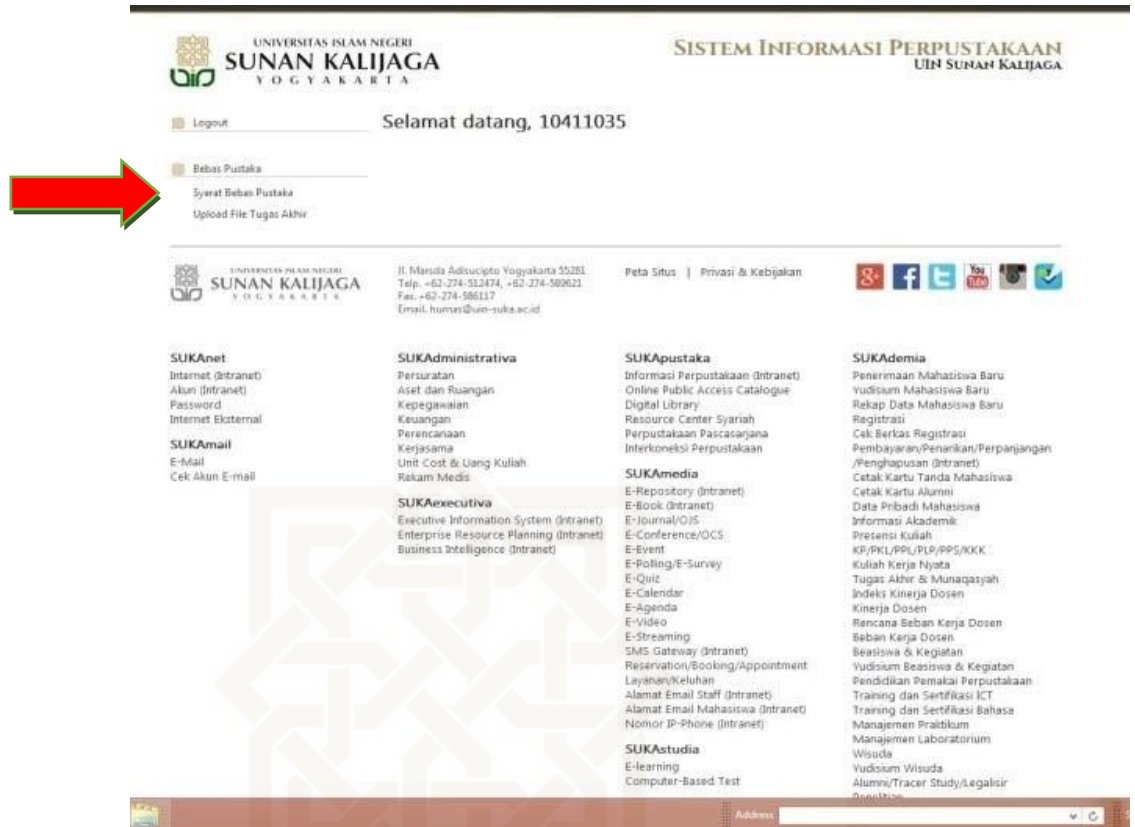 UNIVERSITAS ISLAM NEGERI
SUNAN KALIJAGA
YOGYAKARTA
SISTEM INFORMASI PERPUSTAKAAN
UIN SUNAN KALIJAGA
Logout
Selamat datang, 10411035
Bebas Pustaka
Syarat Bebas Pustaka
Upload File Tugas Akhir
UNIVERSITAS ISLAM NEGERI
SUNAN KALIJAGA
YOGYAKARTA
Jl. Marsda Adisucipto Yogyakarta 55281
Telp. +62-274-512474, +62-274-589621
Fax. +62-274-586117
Email. humas@uin-suka.ac.id
Peta Situs | Privasi & Kebijakan
You
Tube
SUKAnet
Internet (Intranet)
Akun (Intranet)
Password
Internet Eksternal
SUKAmail
E-Mail
Cek Akun E-mail
SUKAdministrativa
Persuratan
Aset dan Ruangan
Kepegawaian
Keuangan
Perencanaan
Kerjasama
Unit Cost & Uang Kuliah
Rekam Medis
SUKAexecutiva
Executive Information System (Intranet)
Enterprise Resource Planning (Intranet)
Business Intelligence (Intranet)
SUKApustaka
Informasi Perpustakaan (Intranet)
Online Public Access Catalogue
Digital Library
Resource Center Syariah
Perpustakaan Pascasarjana
Interkoneksi Perpustakaan
SUKAmedia
E-Repository (Intranet)
E-Book (Intranet)
E-Journal/OJS
E-Conference/OCS
E-Event
E-Polling/E-Survey
E-Quiz
E-Calendar
E-Agenda
E-Video
E-Streaming
SMS Gateway (Intranet)
Reservation/Booking/Appointment
Layanan/Keluhan
Alamat Email Staff (Intranet)
Alamat Email Mahasiswa (Intranet)
Nomor IP-Phone (Intranet)
SUKAstudia
E-learning
Computer-Based Test
SUKAdemia
Penerimaan Mahasiswa Baru
Yudisium Mahasiswa Baru
Rekap Data Mahasiswa Baru
Registrasi
Cek Berkas Registrasi
Pembayaran/Penarikan/Perpanjangan
/Penghapusan (Intranet)
Cetak Kartu Tanda Mahasiswa
Cetak Kartu Alumni
Data Pribadi Mahasiswa
Informasi Akademik
Presensi Kuliah
KP/PKL/PPL/PLP/PPS/KKK
Kuliah Kerja Nyata
Tugas Akhir & Munaqasyah
Indeks Kinerja Dosen
Kinerja Dosen
Rencana Beban Kerja Dosen
Beban Kerja Dosen
Beasiswa & Kegiatan
Yudisium Beasiswa & Kegiatan
Pendidikan Pemakai Perpustakaan
Training dan Sertifikasi ICT
Training dan Sertifikasi Bahasa
Manajemen Praktikum
Manajemen Laboratorium
Wisuda
Yudisium Wisuda
Alumni/Tracer Study/Legalisir
Penelitian
Address